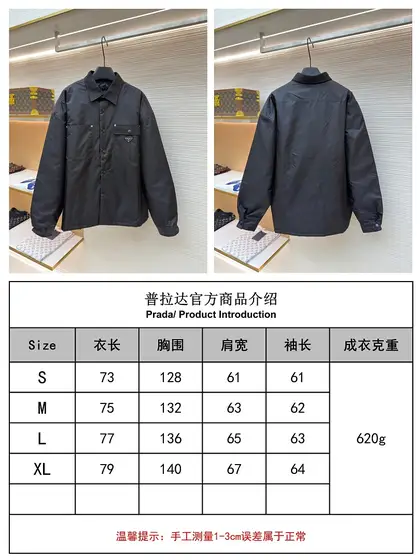 普拉达官方商品介绍
Prada/ Product Introduction
Size 衣长 胸围 肩宽 袖长 成衣克重
S 73 128 61 61
M 75 132 63 62
L 77 136 65 63
XL 79 140 67 64
620g
温馨提示：手工测量1-3cm误差属于正常